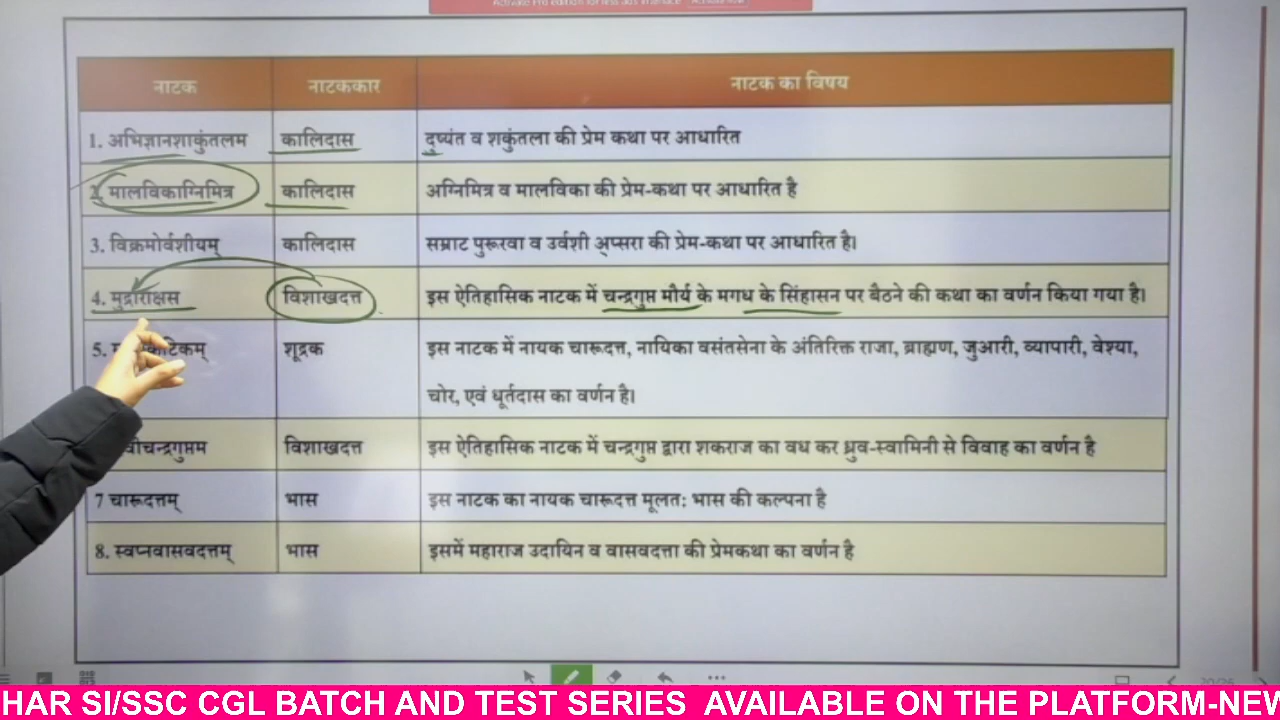 नाटक नाटककार नाटक का विषय
1. अभिज्ञानशाकुंतलम कालिदास दुष्यंत व शकुंतला की प्रेम कथा पर आधारित
2. मालविकाग्निमित्र कालिदास अग्निमित्र व मालविका की प्रेम-कथा पर आधारित है
3. विक्रमोर्वशीयम् कालिदास सम्राट पुरूरवा व उर्वशी अप्सरा की प्रेम-कथा पर आधारित है।
4. मुद्राराक्षस विशाखदत्त इस ऐतिहासिक नाटक में चन्द्रगुप्त मौर्य के मगध के सिंहासन पर बैठने की कथा का वर्णन किया गया है।
5. शूद्रक इस नाटक में नायक चारूदत्त, नायिका वसंतसेना के अंतिरिक्त राजा, ब्राह्मण, जुआरी, व्यापारी, वेश्या,
चोर, एवं धूर्तदास का वर्णन है।
विशाखदत्त इस ऐतिहासिक नाटक में चन्द्रगुप्त द्वारा शकराज का वध कर ध्रुव-स्वामिनी से विवाह का वर्णन है
7 चारूदत्तम् भास इस नाटक का नायक चारूदत्त मूलत: भास की कल्पना है
8. स्वप्नवासवदत्तम् भास इसमें महाराज उदायिन व वासवदत्ता की प्रेमकथा का वर्णन है
HAR SI/SSC CGL BATCH AND TEST SERIES AVAILABLE ON THE PLATFORM-NEW